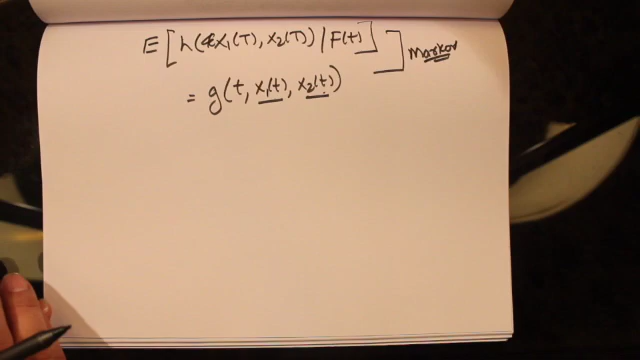 E[h(X₁(T), X₂(T)) | F(t)] ] Markov
= g(t, X₁(t), X₂(t))